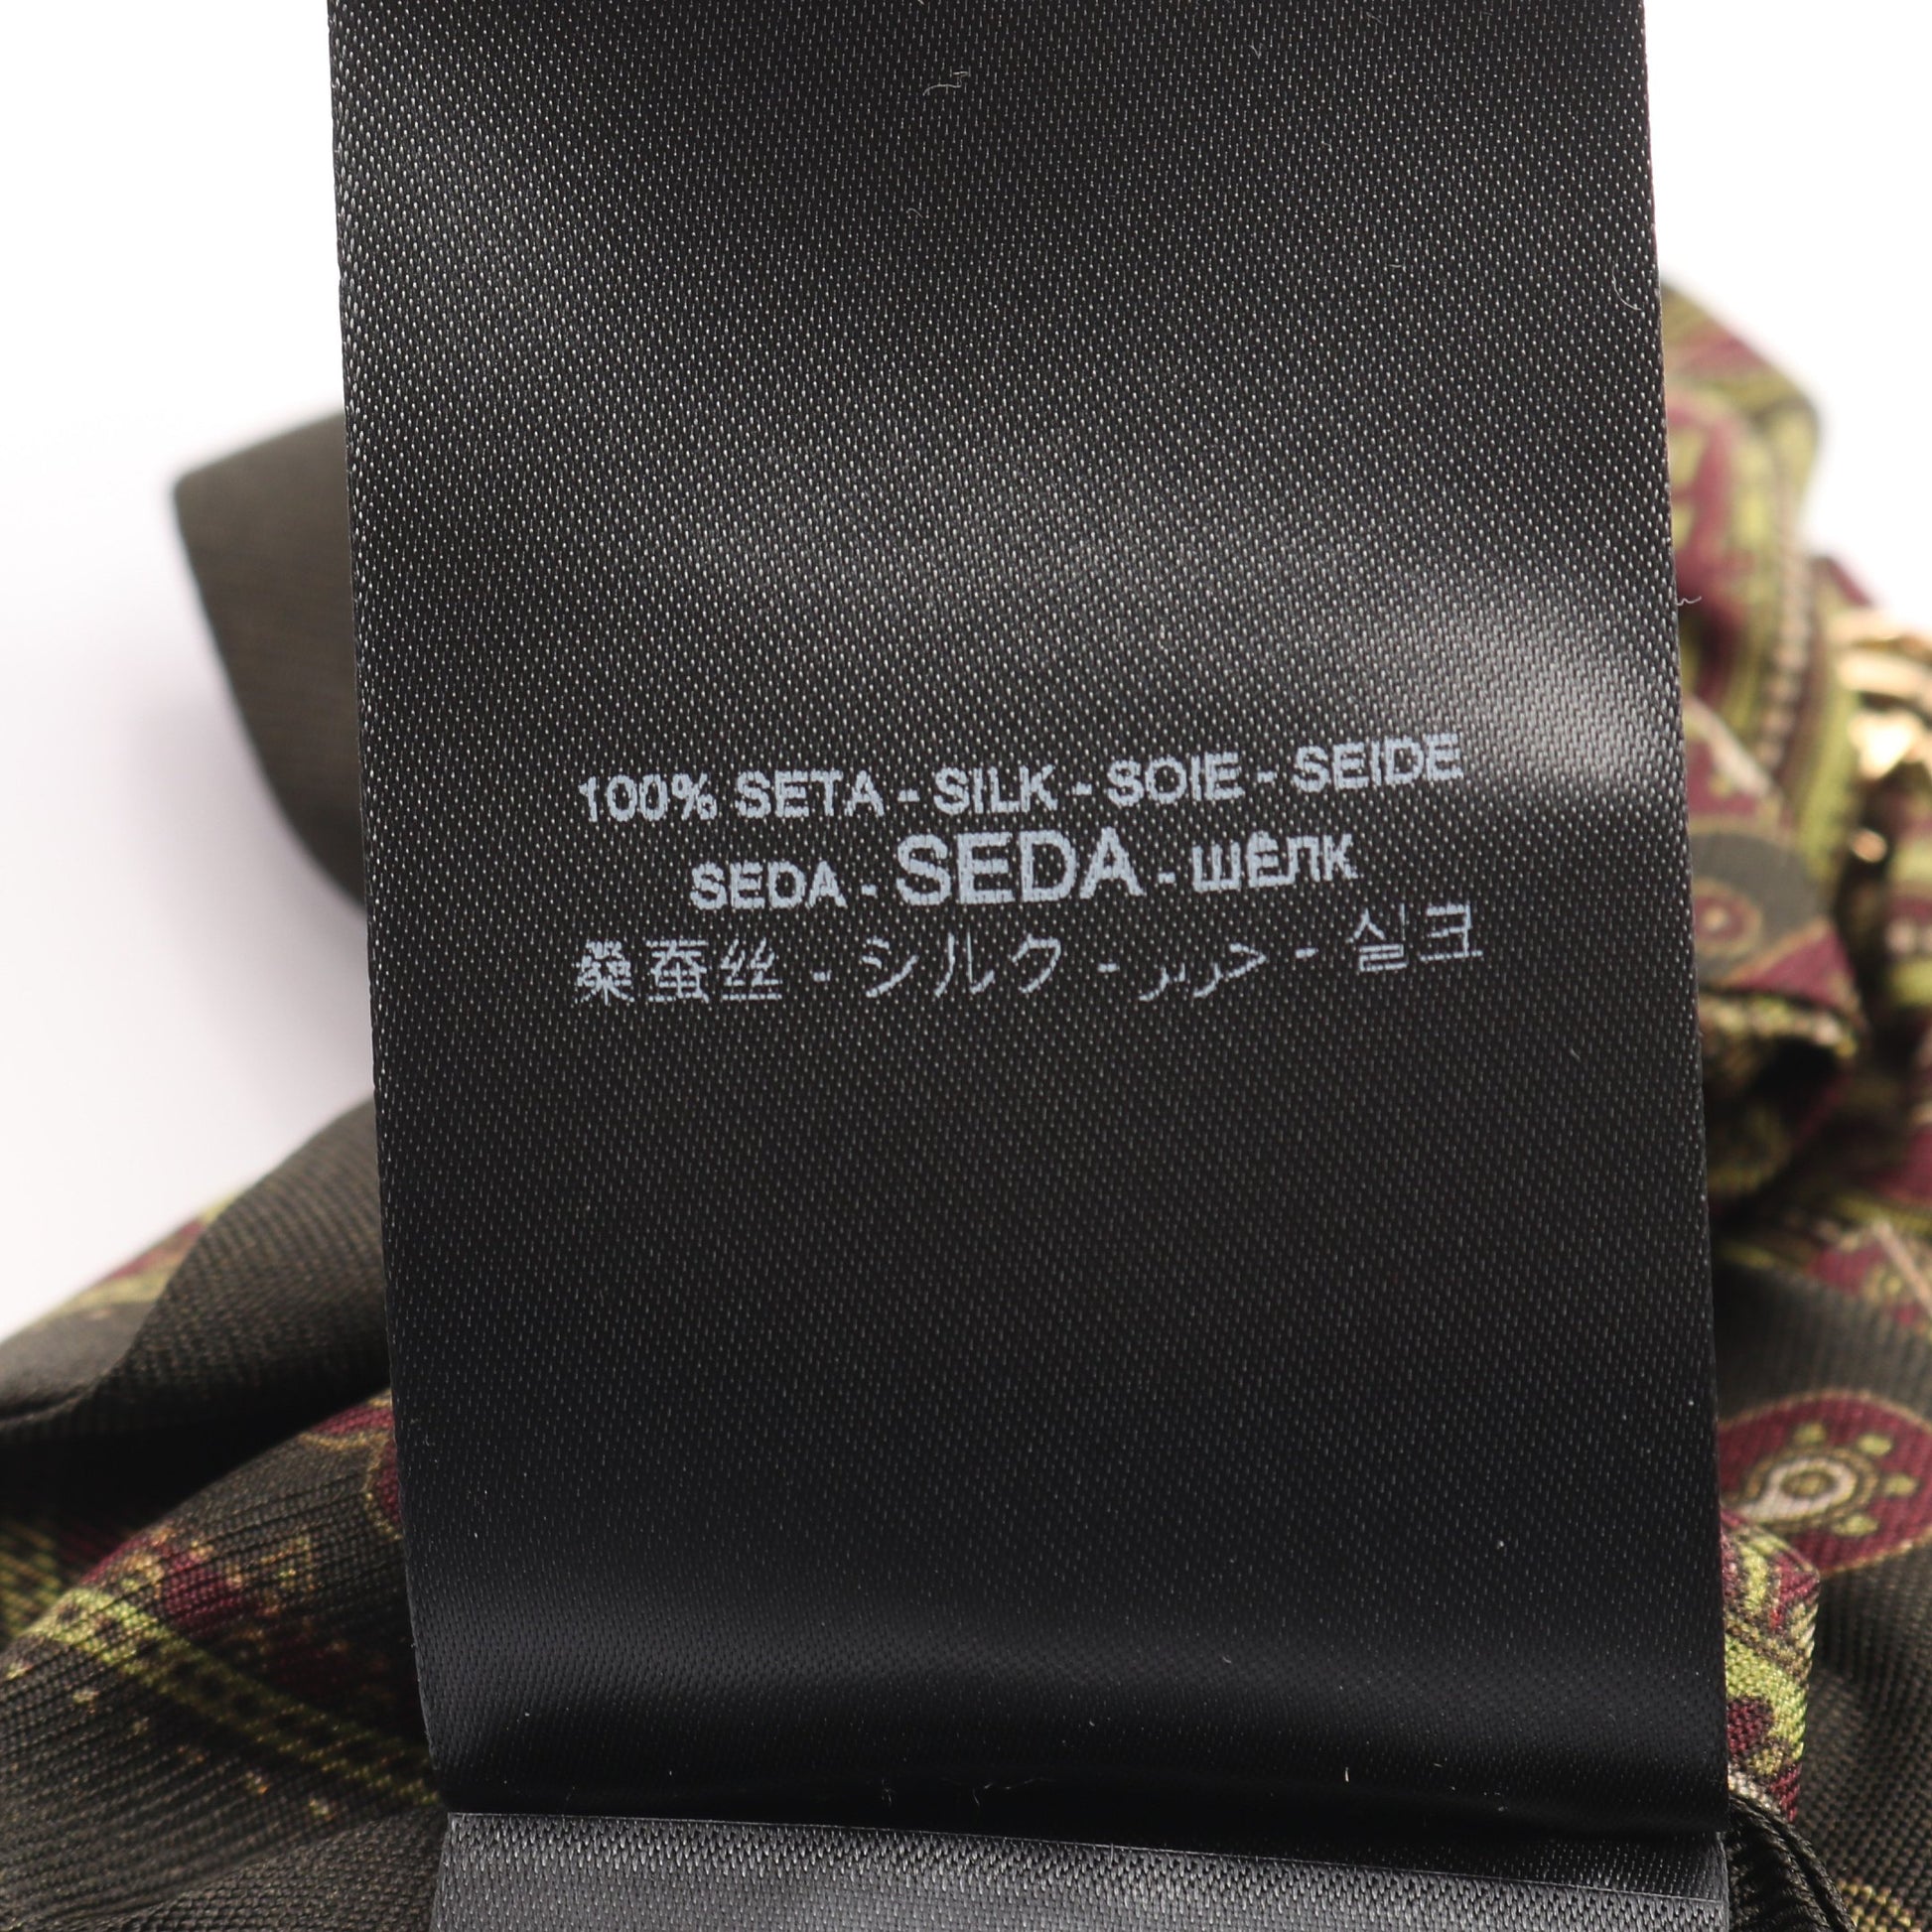 100% SETA - SILK - SOIE - SEIDE
SEDA - SEDA - ШЁЛК
桑蚕丝 - シルク - حرير - 실크